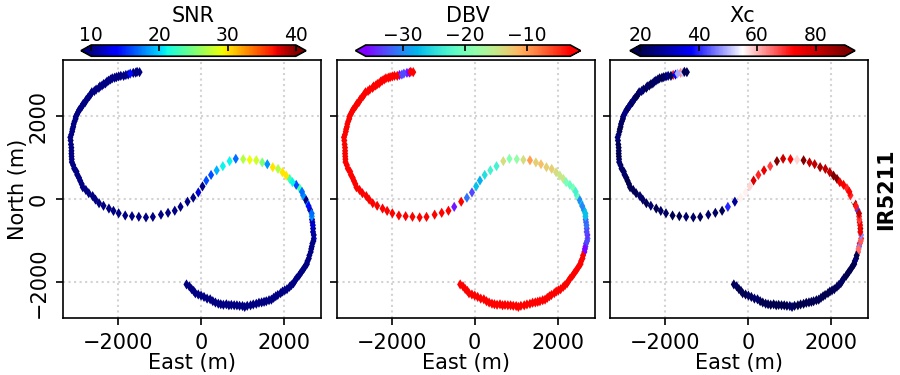 SNR DBV Xc
10 20 30 40 −30 −20 −10 20 40 60 80
2000
0
−2000
North (m)
IR5211
−2000 0 2000 −2000 0 2000 −2000 0 2000
East (m) East (m) East (m)